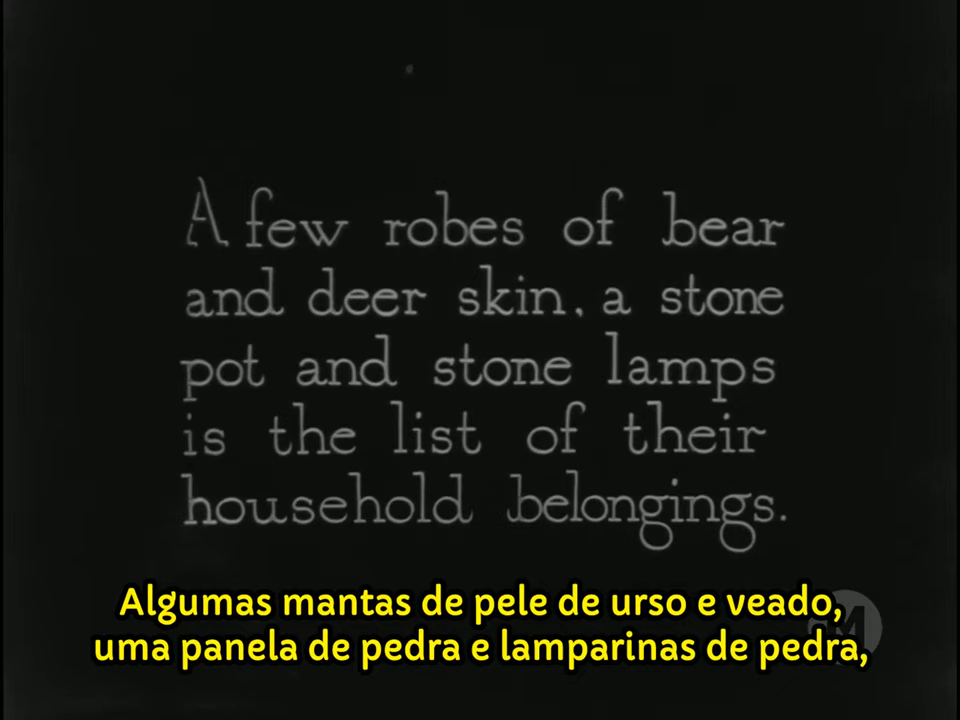 A few robes of bear
and deer skin, a stone
pot and stone lamps
is the list of their
household belongings.
Algumas mantas de pele de urso e veado,
uma panela de pedra e lamparinas de pedra,